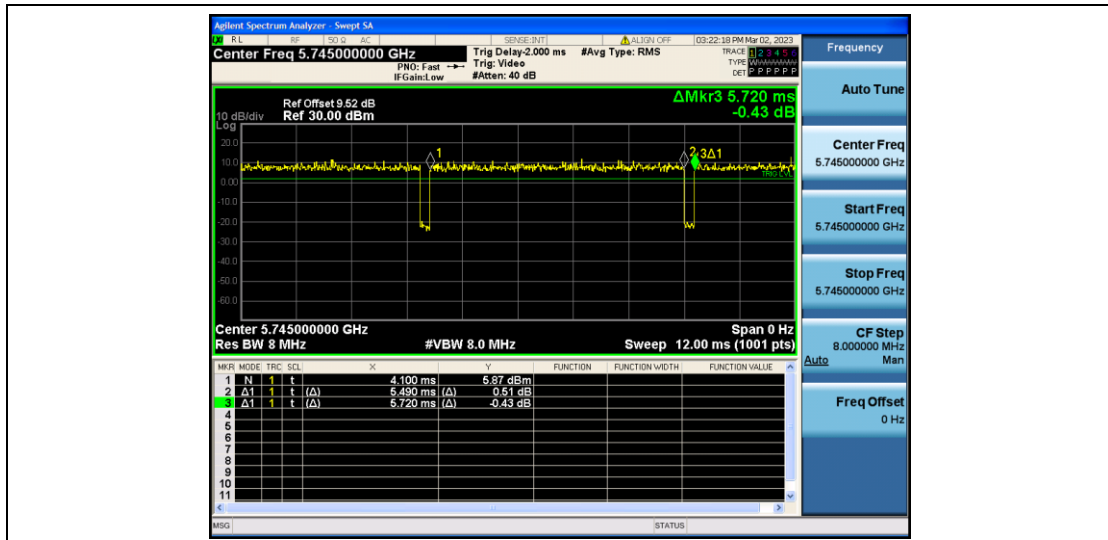 Agilent Spectrum Analyzer - Swept SA
RL RF 50 Ω AC SENSE:INT ALIGN OFF 03:22:18 PM Mar 02, 2023
Center Freq 5.745000000 GHz Trig Delay-2.000 ms #Avg Type: RMS TRACE 1 2 3 4 5 6
PNO: Fast Trig: Video TYPE
IFGain:Low #Atten: 40 dB DET P P P P P P
Ref Offset 9.52 dB ΔMkr3 5.720 ms
10 dB/div Ref 30.00 dBm -0.43 dB
Log
20.0
10.0
0.00
-10.0
-20.0
-30.0
-40.0
-50.0
-60.0
1
2 3Δ1
TRIG LVL
Center 5.745000000 GHz Span 0 Hz
Res BW 8 MHz #VBW 8.0 MHz Sweep 12.00 ms (1001 pts)
MKR MODE TRC SCL X Y FUNCTION FUNCTION WIDTH FUNCTION VALUE
1 N 1 t 4.100 ms 5.87 dBm
2 Δ1 1 t (Δ) 5.490 ms (Δ) 0.51 dB
3 Δ1 1 t (Δ) 5.720 ms (Δ) -0.43 dB
4
5
6
7
8
9
10
11
MSG STATUS
Frequency
Auto Tune
Center Freq
5.745000000 GHz
Start Freq
5.745000000 GHz
Stop Freq
5.745000000 GHz
CF Step
8.000000 MHz
Auto Man
Freq Offset
0 Hz